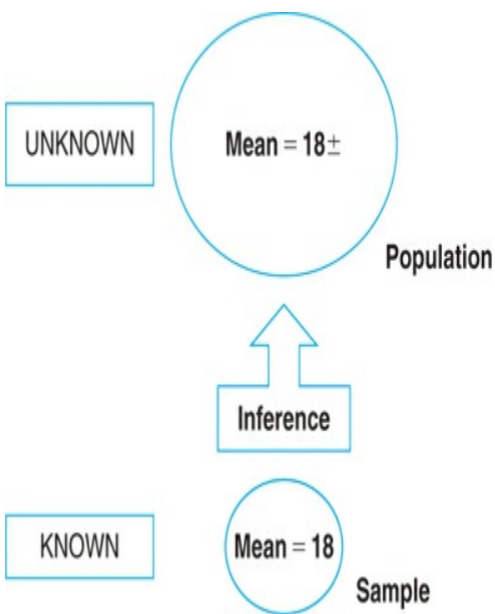 UNKNOWN
Mean = 18±
Population
Inference
KNOWN
Mean = 18
Sample